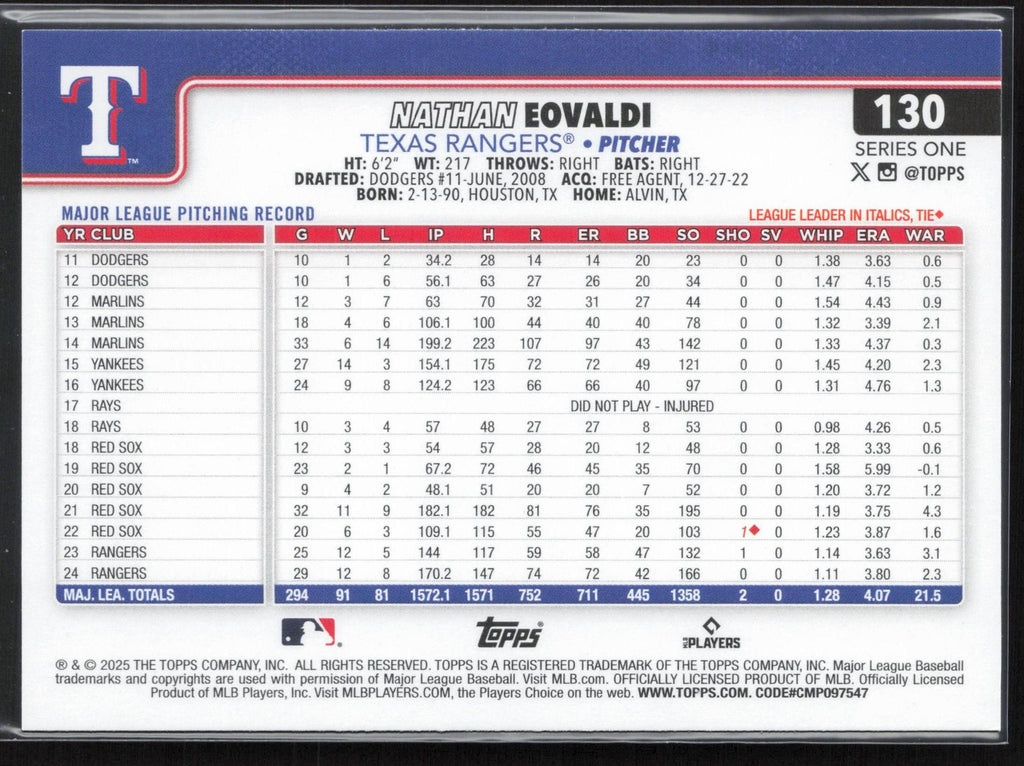 T™
NATHAN EOVALDI
130
TEXAS RANGERS® • PITCHER
SERIES ONE
HT: 6'2" WT: 217 THROWS: RIGHT BATS: RIGHT
X @TOPPS
DRAFTED: DODGERS #11-JUNE, 2008 ACQ: FREE AGENT, 12-27-22
BORN: 2-13-90, HOUSTON, TX HOME: ALVIN, TX
MAJOR LEAGUE PITCHING RECORD LEAGUE LEADER IN ITALICS, TIE♦
YR CLUB G W L IP H R ER BB SO SHO SV WHIP ERA WAR
11 DODGERS 10 1 2 34.2 28 14 14 20 23 0 0 1.38 3.63 0.6
12 DODGERS 10 1 6 56.1 63 27 26 20 34 0 0 1.47 4.15 0.5
12 MARLINS 12 3 7 63 70 32 31 27 44 0 0 1.54 4.43 0.9
13 MARLINS 18 4 6 106.1 100 44 40 40 78 0 0 1.32 3.39 2.1
14 MARLINS 33 6 14 199.2 223 107 97 43 142 0 0 1.33 4.37 0.3
15 YANKEES 27 14 3 154.1 175 72 72 49 121 0 0 1.45 4.20 2.3
16 YANKEES 24 9 8 124.2 123 66 66 40 97 0 0 1.31 4.76 1.3
17 RAYS DID NOT PLAY - INJURED
18 RAYS 10 3 4 57 48 27 27 8 53 0 0 0.98 4.26 0.5
18 RED SOX 12 3 3 54 57 28 20 12 48 0 0 1.28 3.33 0.6
19 RED SOX 23 2 1 67.2 72 46 45 35 70 0 0 1.58 5.99 -0.1
20 RED SOX 9 4 2 48.1 51 20 20 7 52 0 0 1.20 3.72 1.2
21 RED SOX 32 11 9 182.1 182 81 76 35 195 0 0 1.19 3.75 4.3
22 RED SOX 20 6 3 109.1 115 55 47 20 103 1♦ 0 1.23 3.87 1.6
23 RANGERS 25 12 5 144 117 59 58 47 132 1 0 1.14 3.63 3.1
24 RANGERS 29 12 8 170.2 147 74 72 42 166 0 0 1.11 3.80 2.3
MAJ. LEA. TOTALS 294 91 81 1572.1 1571 752 711 445 1358 2 0 1.28 4.07 21.5
Topps® MLB PLAYERS
® & © 2025 THE TOPPS COMPANY, INC. ALL RIGHTS RESERVED. TOPPS IS A REGISTERED TRADEMARK OF THE TOPPS COMPANY, INC. Major League Baseball
trademarks and copyrights are used with permission of Major League Baseball. Visit MLB.com. OFFICIALLY LICENSED PRODUCT OF MLB. Officially Licensed
Product of MLB Players, Inc. Visit MLBPLAYERS.COM, the Players Choice on the web. WWW.TOPPS.COM. CODE#CMP097547